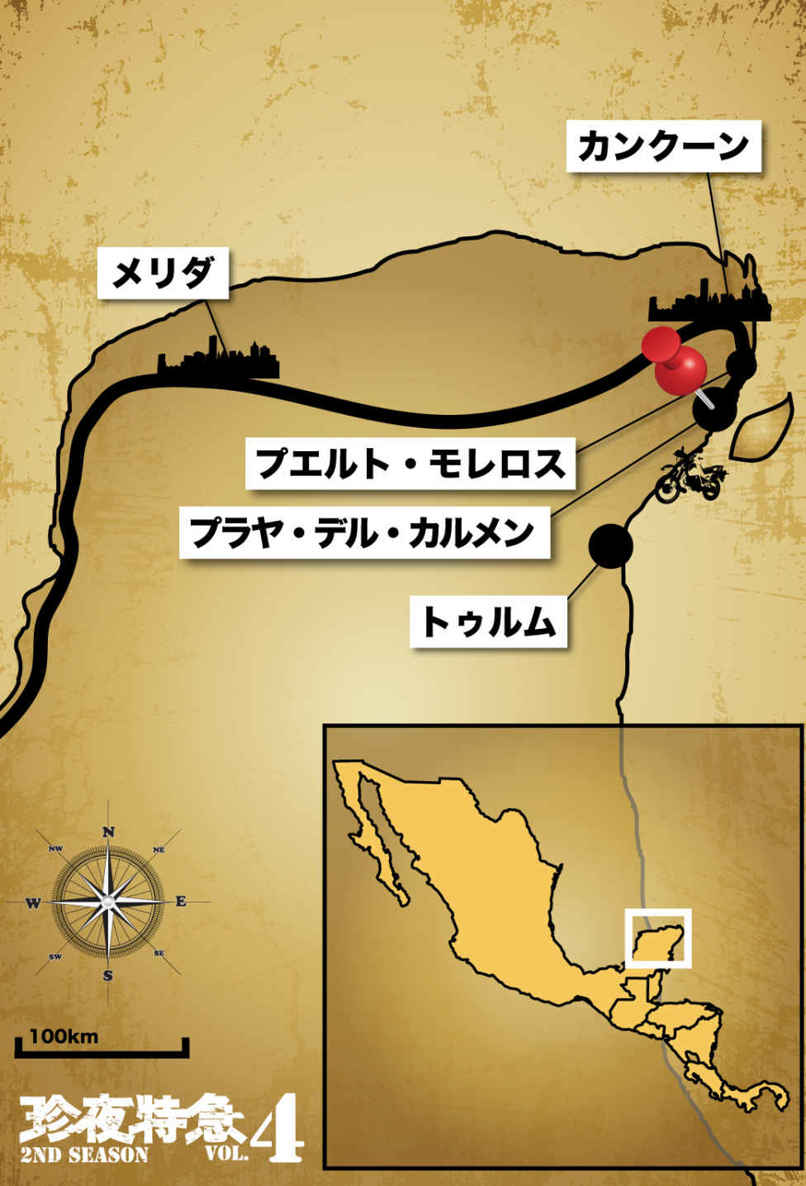 カンクーン
メリダ
プエルト・モレロス
プラヤ・デル・カルメン
トゥルム
N
NW
NE
W
E
SW
SE
S
100km
珍夜特急4
2ND SEASON VOL.